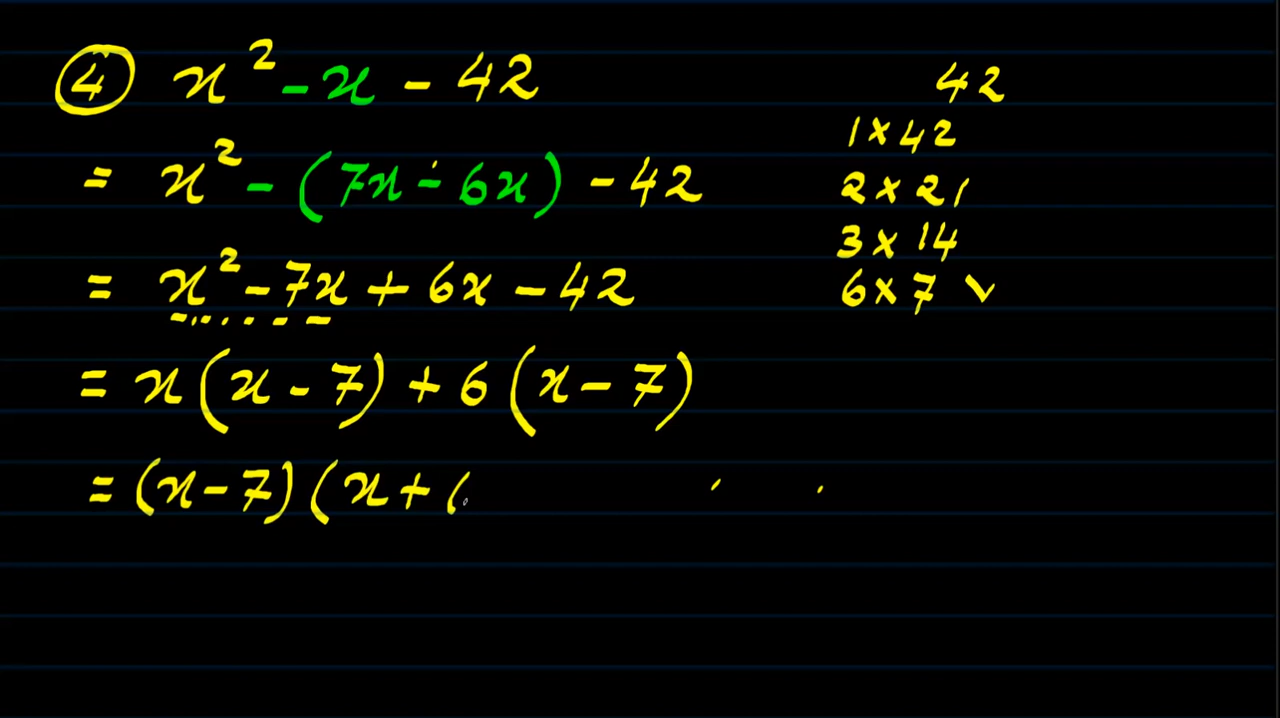 ④ x² - x - 42
= x² - (7x - 6x) - 42
= x² - 7x + 6x - 42
= x(x - 7) + 6(x - 7)
= (x - 7)(x + (
42
1 × 42
2 × 21
3 × 14
6 × 7 ✓